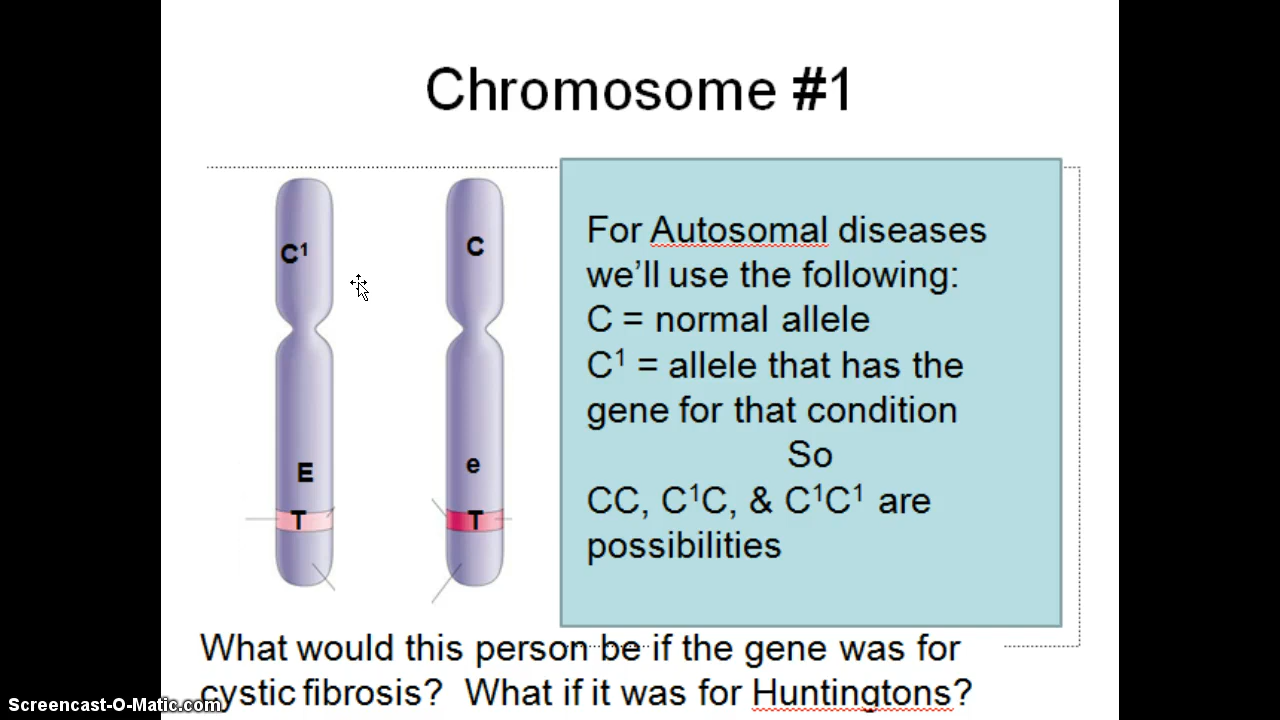 Chromosome #1
C¹
C
E
e
T
T
For Autosomal diseases
we'll use the following:
C = normal allele
C¹ = allele that has the
gene for that condition
So
CC, C¹C, & C¹C¹ are
possibilities
What would this person be if the gene was for
cystic fibrosis? What if it was for Huntingtons?
Screencast-O-Matic.com